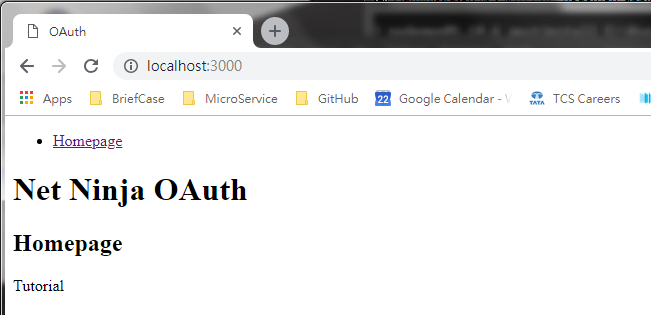 OAuth
localhost:3000
Apps BriefCase MicroService GitHub 22 Google Calendar - TATA TCS Careers
Homepage
Net Ninja OAuth
Homepage
Tutorial